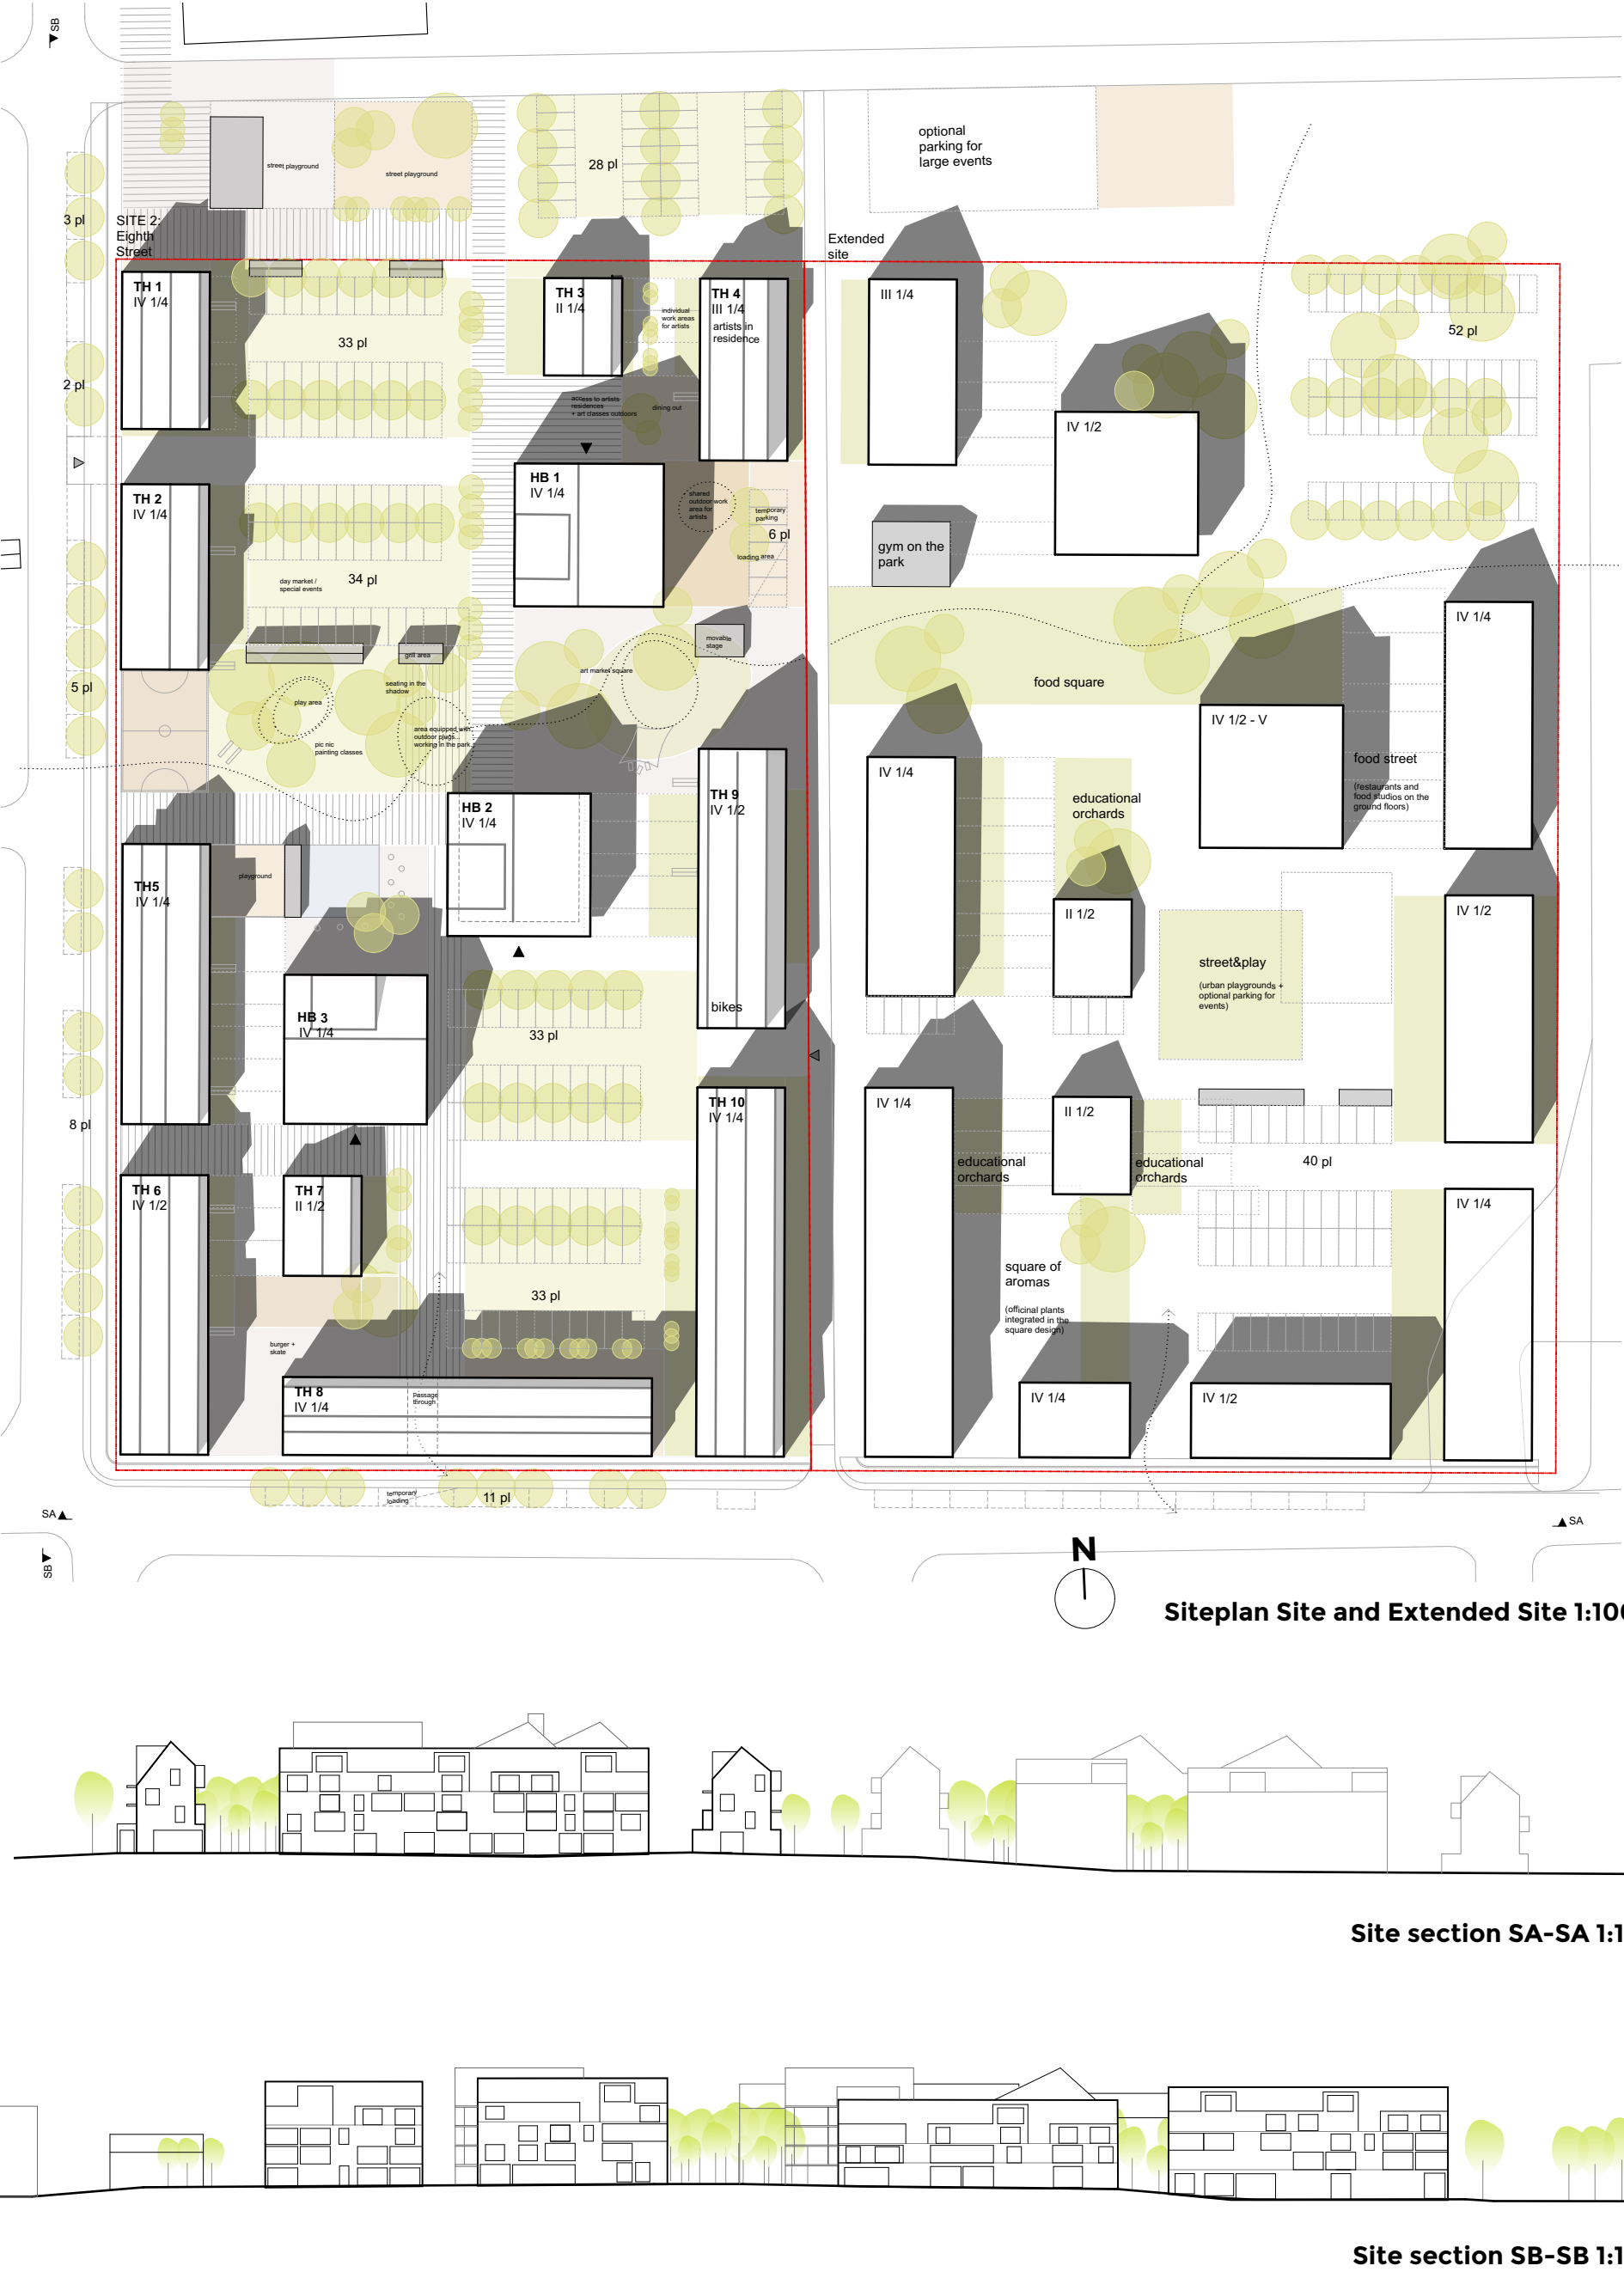 SB
optional
parking for
large events
street playground
street playground
28 pl
3 pl
SITE 2:
Eighth
Street
Extended
site
TH 1
IV 1/4
TH 3
II 1/4
individual
work areas
for artists
TH 4
III 1/4
artists in
residence
III 1/4
52 pl
33 pl
2 pl
access to artists
residences
+ art classes outdoors
dining out
IV 1/2
TH 2
IV 1/4
HB 1
IV 1/4
shared
outdoor work
area for
artists
temporary
parking
6 pl
loading area
gym on the
park
day market /
special events
34 pl
IV 1/4
movable
stage
grill area
art market square
food square
5 pl
seating in the
shadow
play area
area equipped with
outdoor plugs...
working in the park...
pic nic
painting classes
IV 1/2 - V
IV 1/4
food street
(restaurants and
food studios on the
ground floors)
HB 2
IV 1/4
TH 9
IV 1/2
educational
orchards
playground
TH5
IV 1/4
II 1/2
IV 1/2
street&play
(urban playgrounds +
optional parking for
events)
bikes
HB 3
IV 1/4
33 pl
8 pl
TH 10
IV 1/4
IV 1/4
II 1/2
educational
orchards
educational
orchards
40 pl
TH 6
IV 1/2
TH 7
II 1/2
IV 1/4
square of
aromas
(officinal plants
integrated in the
square design)
33 pl
burger +
skate
TH 8
IV 1/4
Passage
through
IV 1/4
IV 1/2
temporary
loading
11 pl
SA
SA
SB
N
Siteplan Site and Extended Site 1:100
Site section SA-SA 1:1
Site section SB-SB 1:1